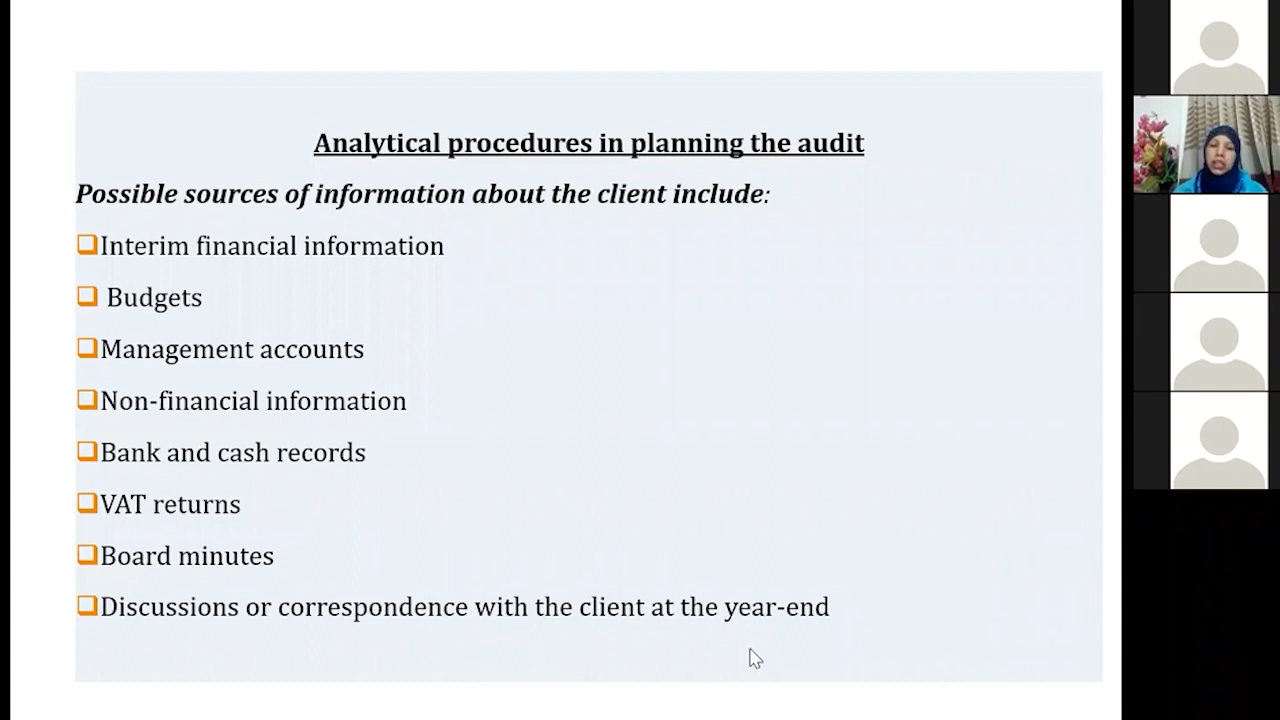 Analytical procedures in planning the audit
Possible sources of information about the client include:
Interim financial information
Budgets
Management accounts
Non-financial information
Bank and cash records
VAT returns
Board minutes
Discussions or correspondence with the client at the year-end